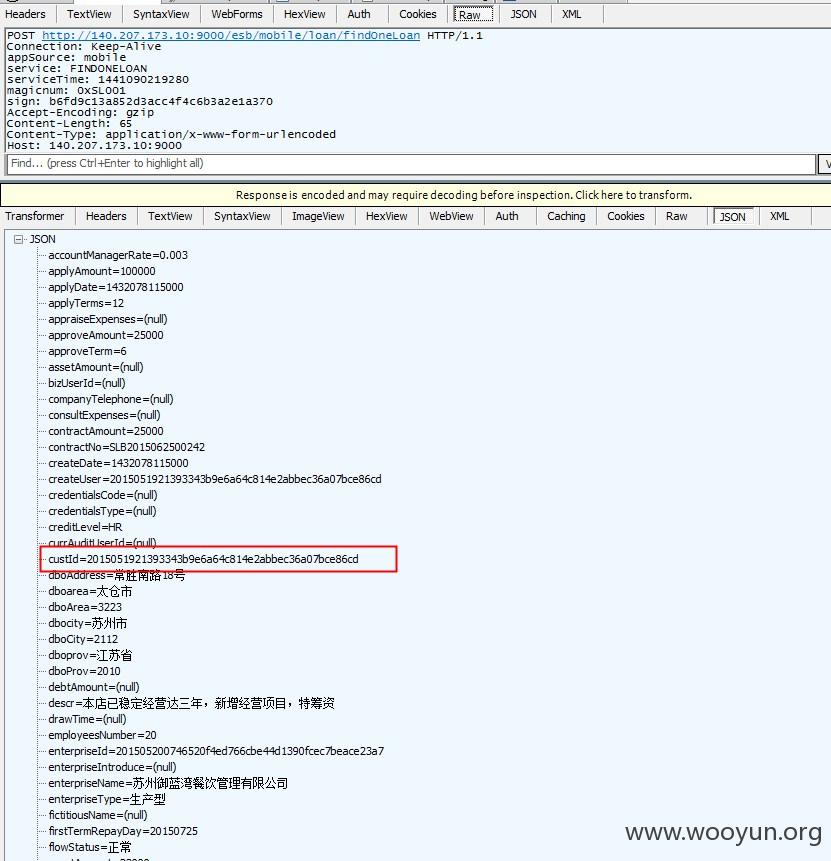 Headers TextView SyntaxView WebForms HexView Auth Cookies Raw JSON XML
POST http://140.207.173.10:9000/esb/mobile/loan/findOneLoan HTTP/1.1
Connection: Keep-Alive
appSource: mobile
service: FINDONELOAN
serviceTime: 1441090219280
magicnum: 0xSL001
sign: b6fd9c13a852d3acc4f4c6b3a2e1a370
Accept-Encoding: gzip
Content-Length: 65
Content-Type: application/x-www-form-urlencoded
Host: 140.207.173.10:9000
Find... (press Ctrl+Enter to highlight all)
Response is encoded and may require decoding before inspection. Click here to transform.
Transformer Headers TextView SyntaxView ImageView HexView WebView Auth Caching Cookies Raw JSON XML
JSON
accountManagerRate=0.003
applyAmount=100000
applyDate=1432078115000
applyTerms=12
appraiseExpenses=(null)
approveAmount=25000
approveTerm=6
assetAmount=(null)
bizUserId=(null)
companyTelephone=(null)
consultExpenses=(null)
contractAmount=25000
contractNo=SLB2015062500242
createDate=1432078115000
createUser=2015051921393343b9e6a64c814e2abbec36a07bce86cd
credentialsCode=(null)
credentialsType=(null)
creditLevel=HR
currAuditUserId=(null)
custId=2015051921393343b9e6a64c814e2abbec36a07bce86cd
dboAddress=常胜南路18号
dboarea=太仓市
dboArea=3223
dbocity=苏州市
dboCity=2112
dboprov=江苏省
dboProv=2010
debtAmount=(null)
descr=本店已稳定经营达三年，新增经营项目，特筹资
drawTime=(null)
employeesNumber=20
enterpriseId=201505200746520f4ed766cbe44d1390fcec7beace23a7
enterpriseIntroduce=(null)
enterpriseName=苏州御蓝湾餐饮管理有限公司
enterpriseType=生产型
fictitiousName=(null)
firstTermRepayDay=20150725
flowStatus=正常
www.wooyun.org